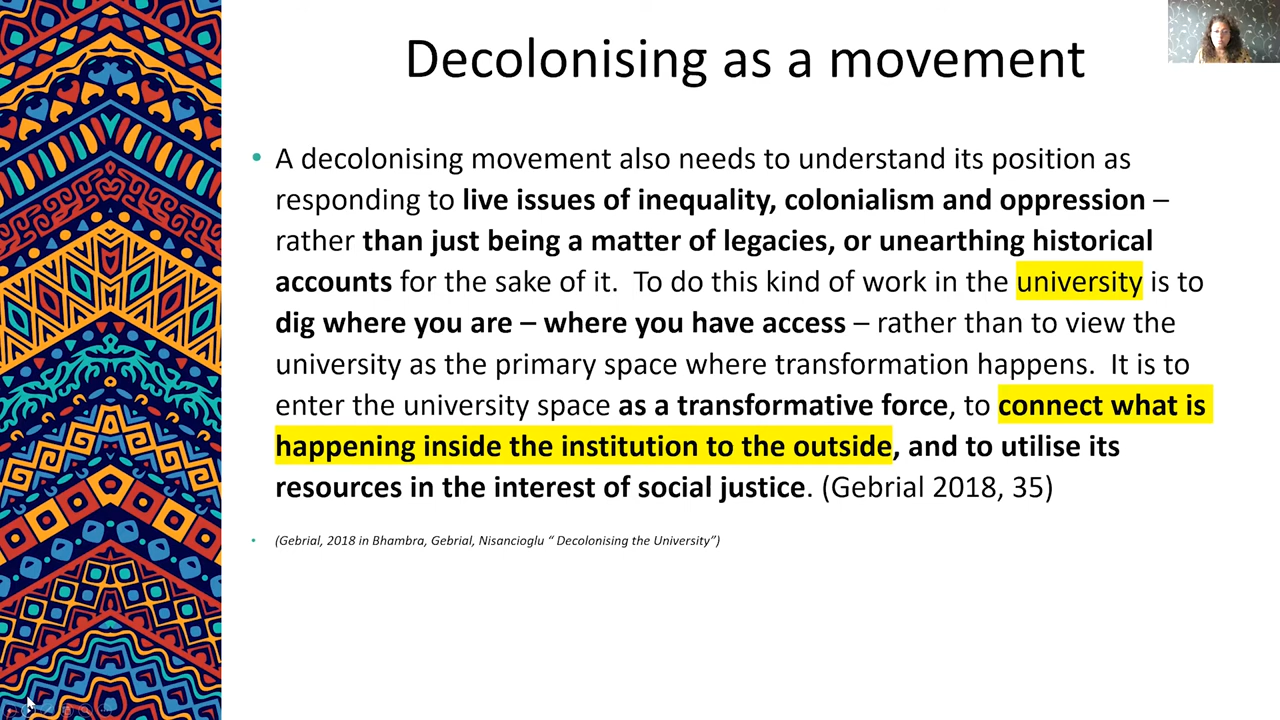 Decolonising as a movement
• A decolonising movement also needs to understand its position as
responding to live issues of inequality, colonialism and oppression –
rather than just being a matter of legacies, or unearthing historical
accounts for the sake of it.  To do this kind of work in the university is to
dig where you are – where you have access – rather than to view the
university as the primary space where transformation happens.  It is to
enter the university space as a transformative force, to connect what is
happening inside the institution to the outside, and to utilise its
resources in the interest of social justice. (Gebrial 2018, 35)
• (Gebrial, 2018 in Bhambra, Gebrial, Nisancioglu “ Decolonising the University”)